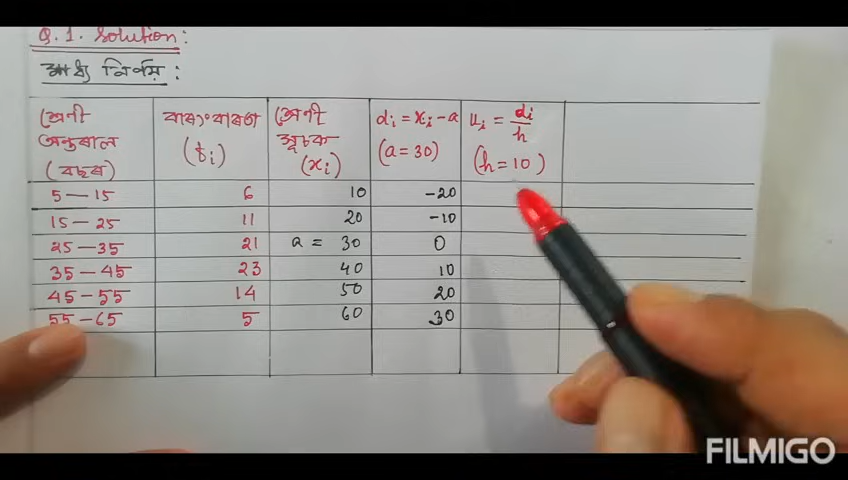 Q.1. Solution:
মাধ্য নিৰ্ণয় :
শ্ৰেণী অন্তৰাল (বছৰ) | বাৰংবাৰতা (fi) | শ্ৰেণী সূচক (xi) | di = xi - a (a = 30) | ui = di/h (h = 10)
5 — 15 6 10 -20
15 - 25 11 20 -10
25 — 35 21 a = 30 0
35 — 45 23 40 10
45 - 55 14 50 20
55 - 65 5 60 30
FILMIGO